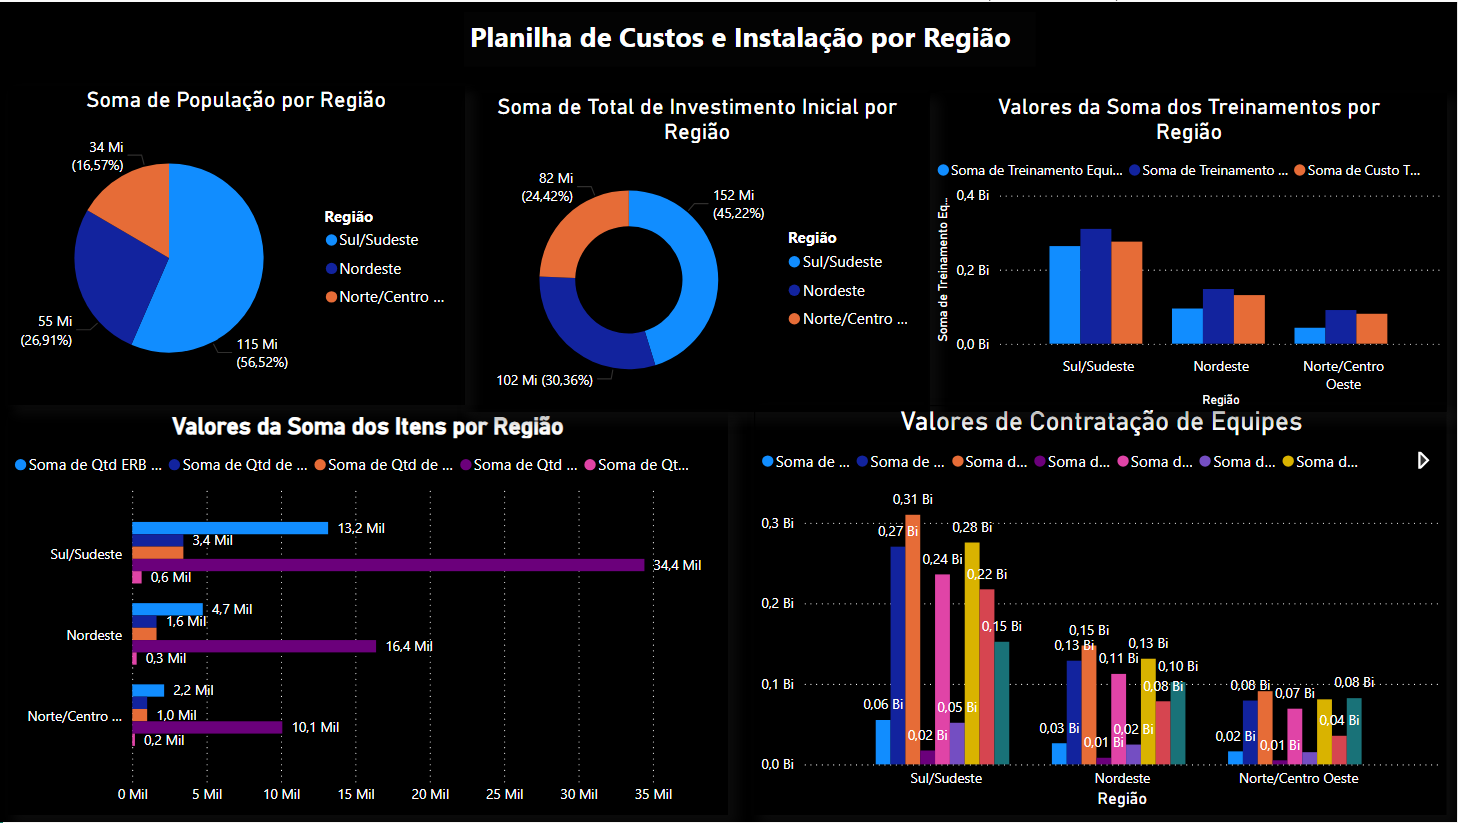 Planilha de Custos e Instalação por Região
Soma de População por Região
34 Mi
(16,57%)
55 Mi
(26,91%)
115 Mi
(56,52%)
Região
Sul/Sudeste
Nordeste
Norte/Centro ...
Soma de Total de Investimento Inicial por
Região
82 Mi
(24,42%)
152 Mi
(45,22%)
102 Mi (30,36%)
Região
Sul/Sudeste
Nordeste
Norte/Centro ...
Valores da Soma dos Treinamentos por
Região
Soma de Treinamento Equi... Soma de Treinamento ... Soma de Custo T...
Soma de Treinamento Eq...
0,4 Bi
0,2 Bi
0,0 Bi
Sul/Sudeste
Nordeste
Norte/Centro
Oeste
Região
Valores da Soma dos Itens por Região
Soma de Qtd ERB ... Soma de Qtd de ... Soma de Qtd de ... Soma de Qtd ... Soma de Qt...
Sul/Sudeste
13,2 Mil
3,4 Mil
34,4 Mil
0,6 Mil
Nordeste
4,7 Mil
1,6 Mil
16,4 Mil
0,3 Mil
Norte/Centro ...
2,2 Mil
1,0 Mil
10,1 Mil
0,2 Mil
0 Mil 5 Mil 10 Mil 15 Mil 20 Mil 25 Mil 30 Mil 35 Mil
Valores de Contratação de Equipes
Soma de ... Soma de ... Soma d... Soma d... Soma d... Soma d... Soma d...
0,3 Bi
0,2 Bi
0,1 Bi
0,0 Bi
0,06 Bi
0,27 Bi
0,31 Bi
0,02 Bi
0,24 Bi
0,05 Bi
0,28 Bi
0,22 Bi
0,15 Bi
0,03 Bi
0,13 Bi
0,15 Bi
0,01 Bi
0,11 Bi
0,02 Bi
0,13 Bi
0,08 Bi
0,10 Bi
0,02 Bi
0,08 Bi
0,01 Bi
0,07 Bi
0,04 Bi
0,08 Bi
Sul/Sudeste
Nordeste
Norte/Centro Oeste
Região